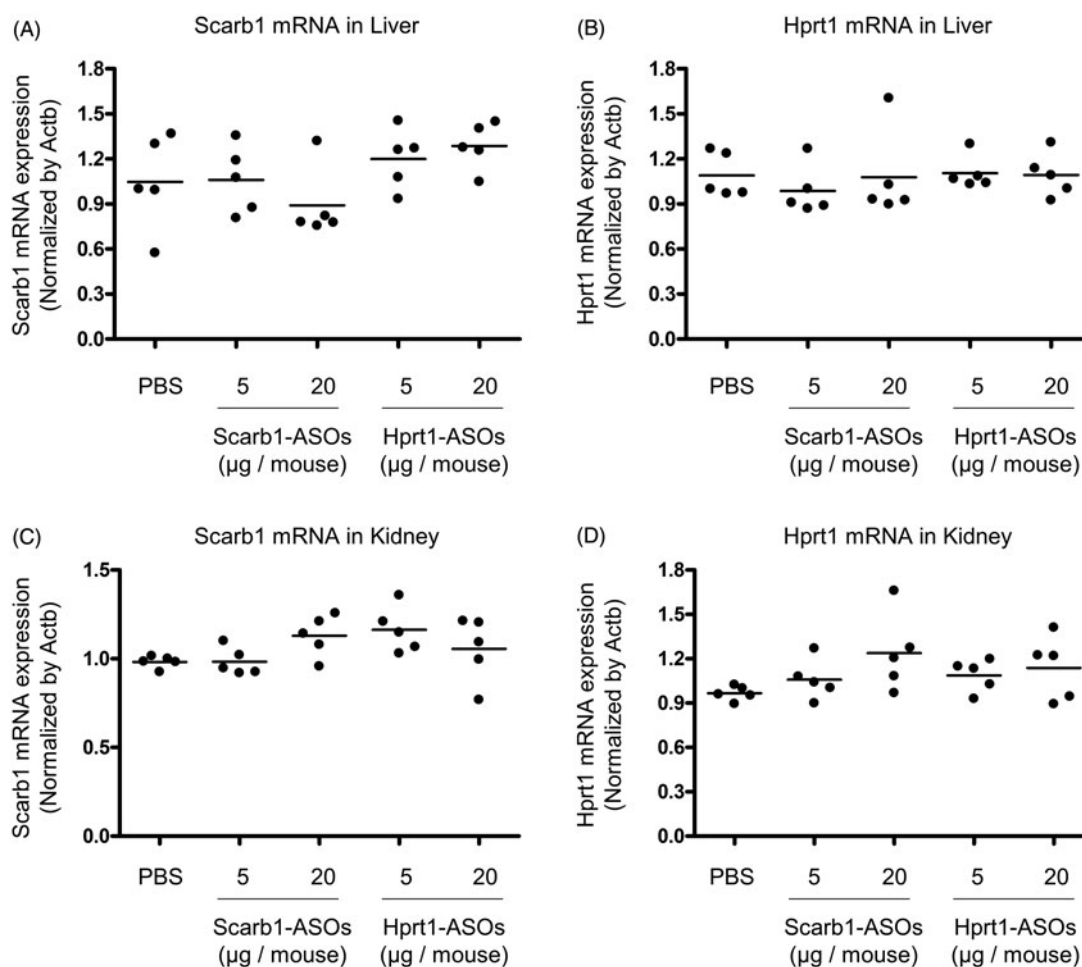 (A)
Scarb1 mRNA in Liver
Scarb1 mRNA expression
(Normalized by Actb)
1.8
1.5
1.2
0.9
0.6
0.3
0.0
PBS 5 20 5 20
Scarb1-ASOs Hprt1-ASOs
(µg / mouse) (µg / mouse)
(B)
Hprt1 mRNA in Liver
Hprt1 mRNA expression
(Normalized by Actb)
1.8
1.5
1.2
0.9
0.6
0.3
0.0
PBS 5 20 5 20
Scarb1-ASOs Hprt1-ASOs
(µg / mouse) (µg / mouse)
(C)
Scarb1 mRNA in Kidney
Scarb1 mRNA expression
(Normalized by Actb)
1.5
1.0
0.5
0.0
PBS 5 20 5 20
Scarb1-ASOs Hprt1-ASOs
(µg / mouse) (µg / mouse)
(D)
Hprt1 mRNA in Kidney
Hprt1 mRNA expression
(Normalized by Actb)
1.8
1.5
1.2
0.9
0.6
0.3
0.0
PBS 5 20 5 20
Scarb1-ASOs Hprt1-ASOs
(µg / mouse) (µg / mouse)